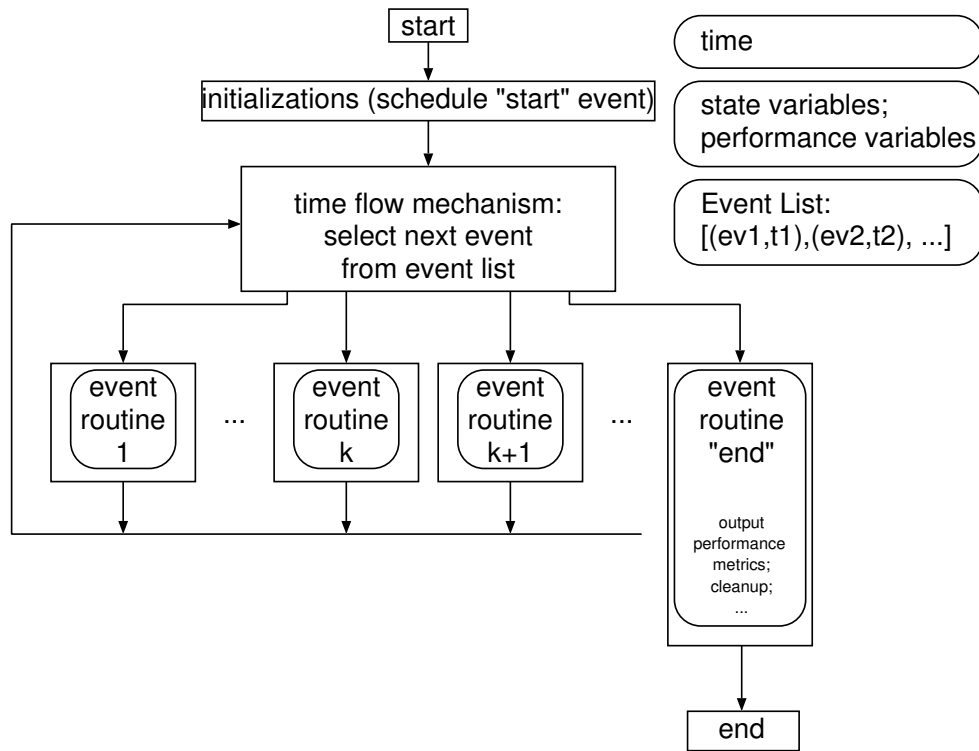 start
initializations (schedule "start" event)
time flow mechanism:
select next event
from event list
time
state variables;
performance variables
Event List:
[(ev1,t1),(ev2,t2), ...]
event
routine
1
...
event
routine
k
event
routine
k+1
...
event
routine
"end"
output
performance
metrics;
cleanup;
...
end